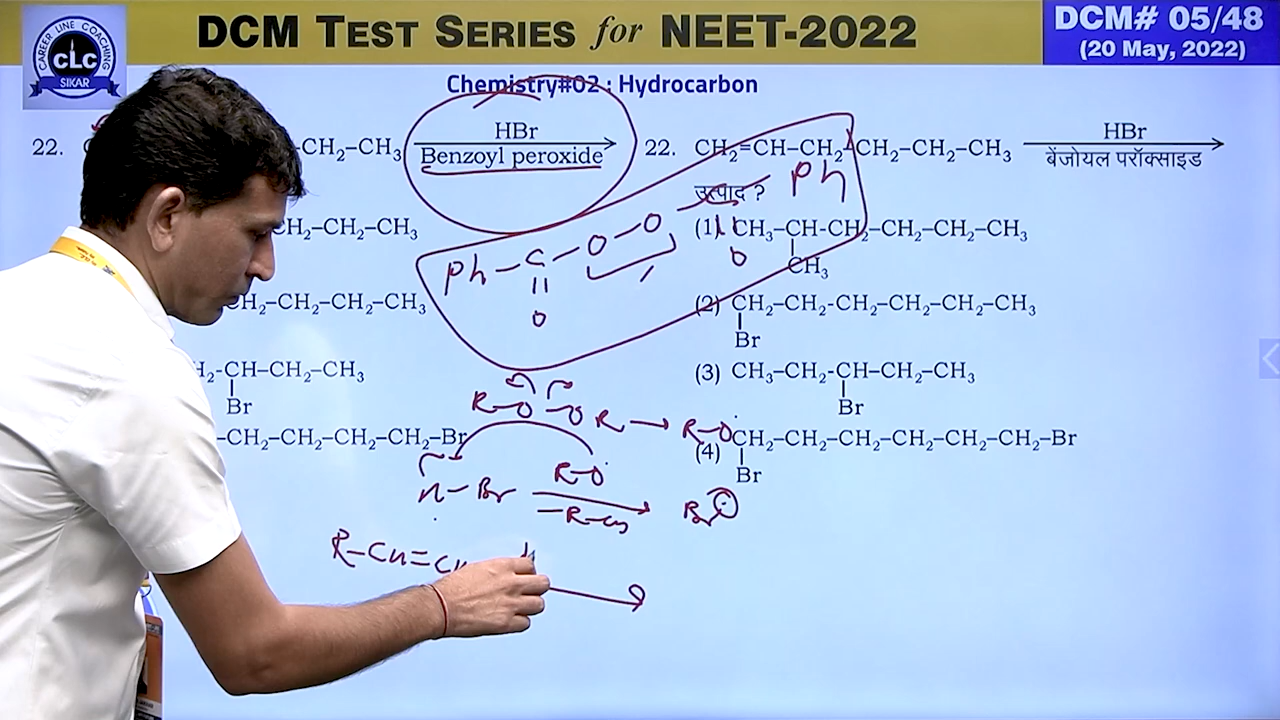 DCM TEST SERIES for NEET-2022
DCM# 05/48
(20 May, 2022)
CAREER LINE COACHING
CLC
SIKAR
Chemistry#02 : Hydrocarbon
22.
–CH₂–CH₃
HBr
Benzoyl peroxide
22. CH₂=CH–CH₂–CH₂–CH₂–CH₃
HBr
बेंजोयल परॉक्साइड
उत्पाद ?
Ph
CH₂–CH₂–CH₃
(1) CH₃–CH–CH₂–CH₂–CH₂–CH₃
CH₃
Ph–C–O–O
O
O
CH₂–CH₂–CH₂–CH₃
(2) CH₂–CH₂–CH₂–CH₂–CH₂–CH₃
Br
H₂–CH–CH₂–CH₃
Br
(3) CH₃–CH₂–CH–CH₂–CH₃
Br
R–O–O R → R–O
–CH₂–CH₂–CH₂–CH₂–Br
(4) CH₂–CH₂–CH₂–CH₂–CH₂–CH₂–Br
Br
H–Br
R–O
Br